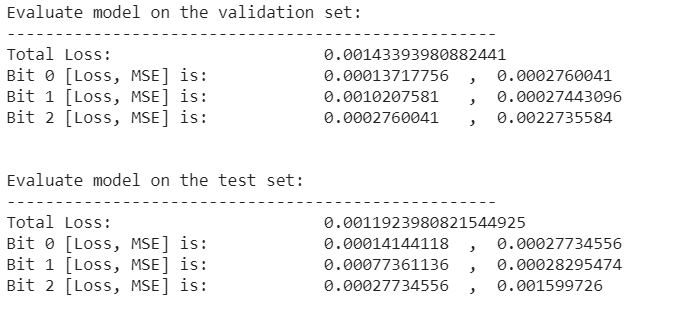 Evaluate model on the validation set:
---------------------------------------------------
Total Loss: 0.00143393980882441
Bit 0 [Loss, MSE] is: 0.00013717756 , 0.0002760041
Bit 1 [Loss, MSE] is: 0.0010207581 , 0.00027443096
Bit 2 [Loss, MSE] is: 0.0002760041 , 0.0022735584
Evaluate model on the test set:
---------------------------------------------------
Total Loss: 0.0011923980821544925
Bit 0 [Loss, MSE] is: 0.00014144118 , 0.00027734556
Bit 1 [Loss, MSE] is: 0.00077361136 , 0.00028295474
Bit 2 [Loss, MSE] is: 0.00027734556 , 0.001599726